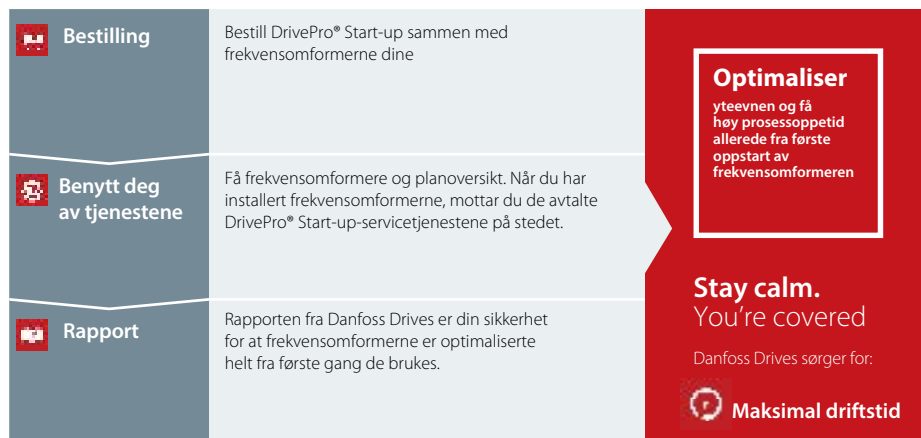 Bestilling
Bestill DrivePro® Start-up sammen med
frekvensomformerne dine
Benytt deg
av tjenestene
Få frekvensomformere og planoversikt. Når du har
installert frekvensomformerne, mottar du de avtalte
DrivePro® Start-up-servicetjenestene på stedet.
Rapport
Rapporten fra Danfoss Drives er din sikkerhet
for at frekvensomformerne er optimaliserte
helt fra første gang de brukes.
Optimaliser
yteevnen og få
høy prosessoppetid
allerede fra første
oppstart av
frekvensomformeren
Stay calm.
You're covered
Danfoss Drives sørger for:
Maksimal driftstid